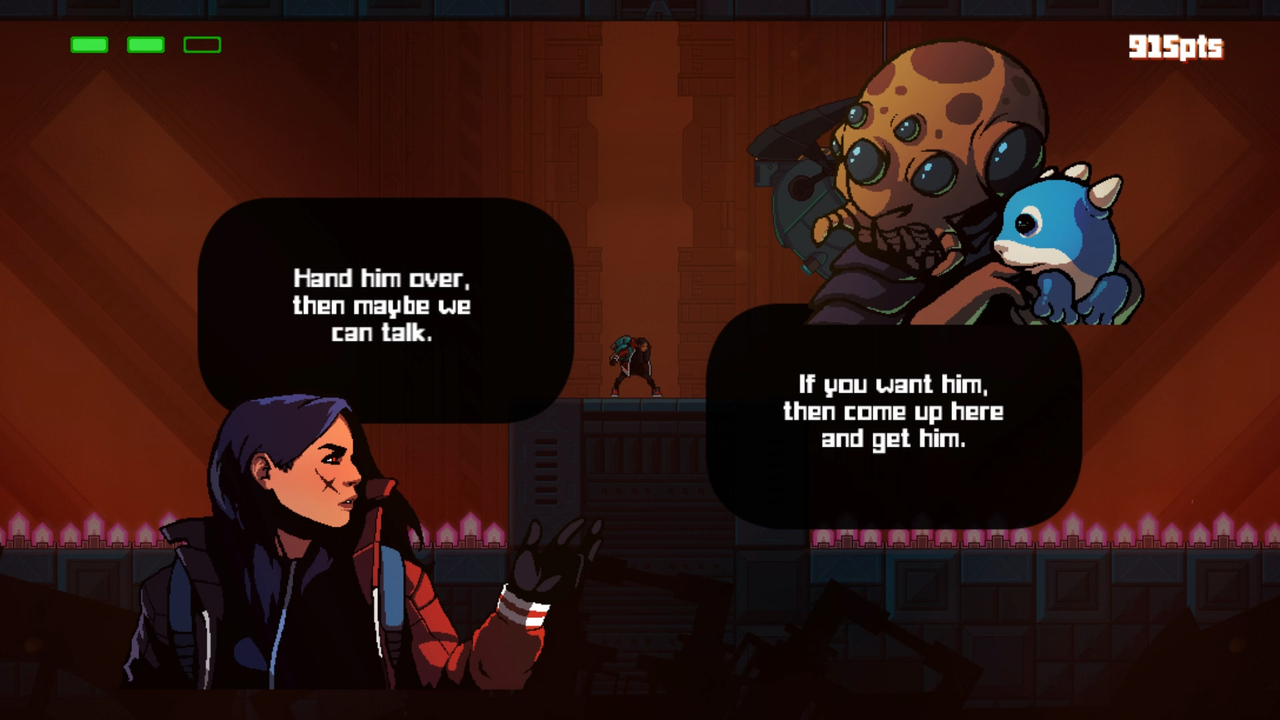 915pts
Hand him over,
then maybe we
can talk.
If you want him,
then come up here
and get him.